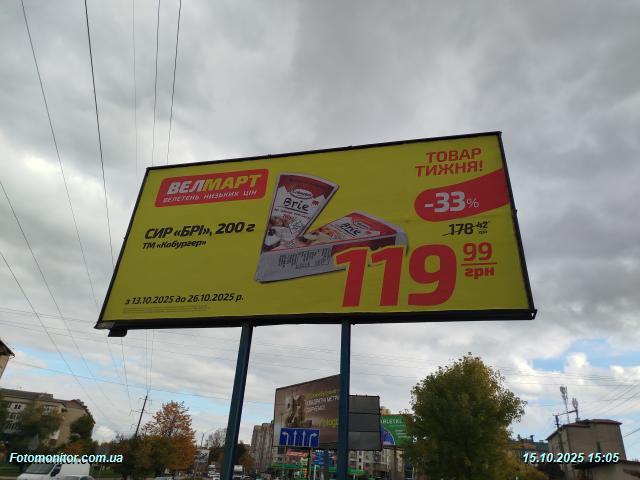 ВЕЛМАРТ
ВЕЛЕТЕНЬ НИЗЬКИХ ЦІН
СИР «БРІ», 200 г
ТМ «Кобургер»
з 13.10.2025 до 26.10.2025 р.
Brie
Brie
ТОВАР
ТИЖНЯ!
-33%
178 42
грн
119 99
грн
Fotomonitor.com.ua
15.10.2025 15:05